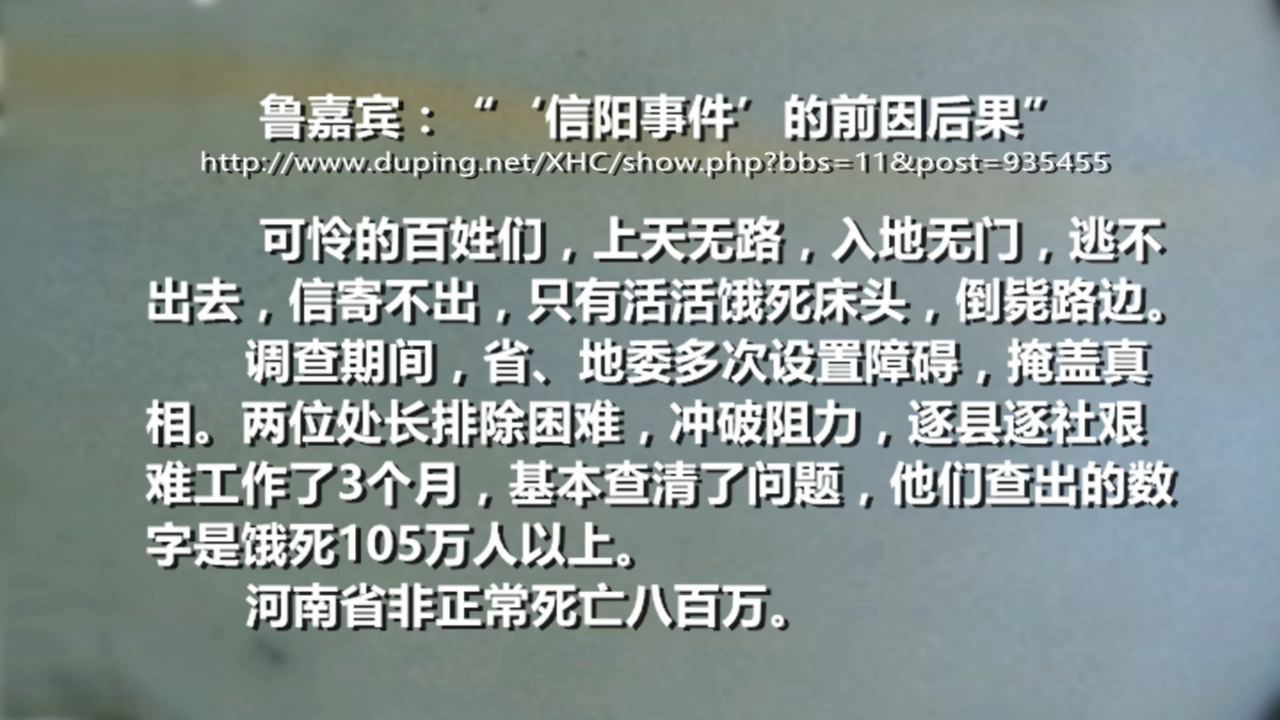 鲁嘉宾：“‘信阳事件’的前因后果”
http://www.duping.net/XHC/show.php?bbs=11&post=935455
可怜的百姓们，上天无路，入地无门，逃不
出去，信寄不出，只有活活饿死床头，倒毙路边。
调查期间，省、地委多次设置障碍，掩盖真
相。两位处长排除困难，冲破阻力，逐县逐社艰
难工作了3个月，基本查清了问题，他们查出的数
字是饿死105万人以上。
河南省非正常死亡八百万。